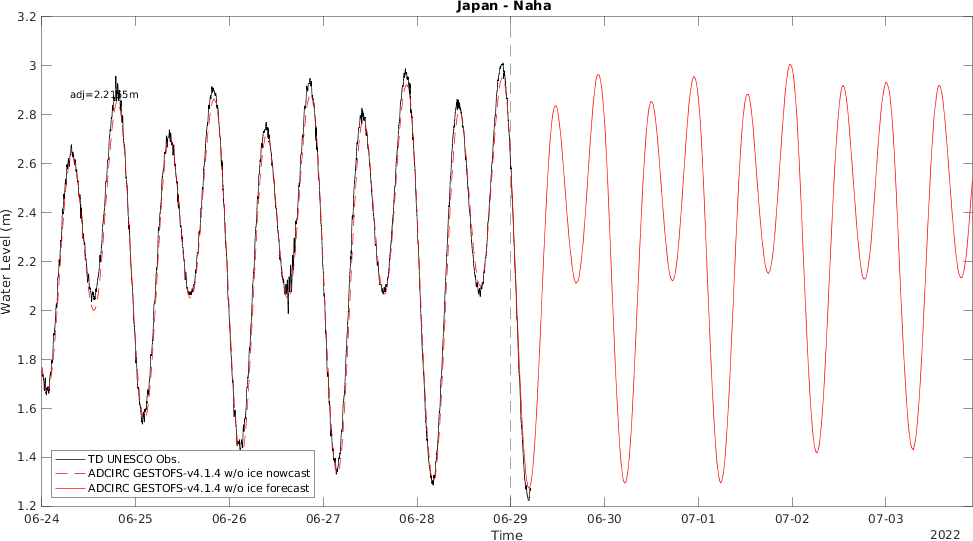 Japan - Naha
3.2
3
2.8
2.6
2.4
2.2
2
1.8
1.6
1.4
1.2
Water Level (m)
adj=2.2155m
TD UNESCO Obs.
ADCIRC GESTOFS-v4.1.4 w/o ice nowcast
ADCIRC GESTOFS-v4.1.4 w/o ice forecast
06-24 06-25 06-26 06-27 06-28 06-29 06-30 07-01 07-02 07-03
Time
2022